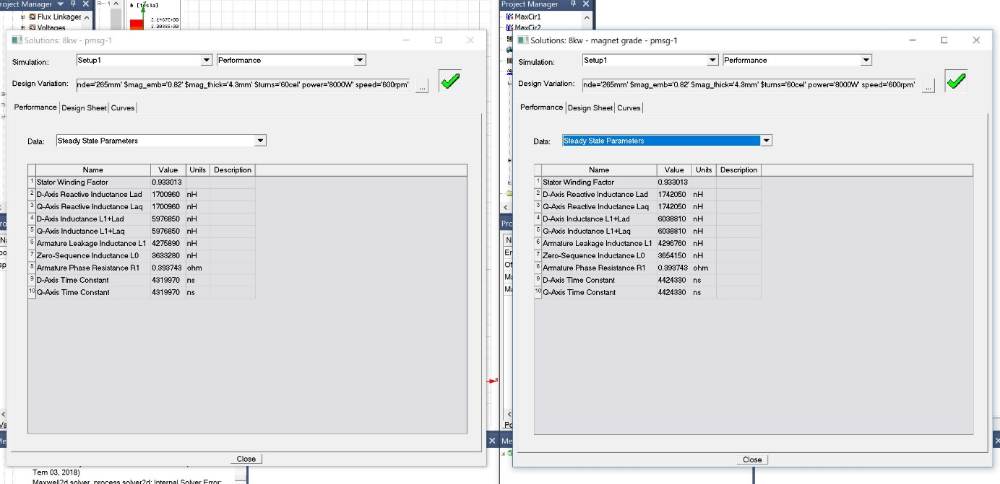 roject Manager
B [tesla]
Flux Linkages
2.1467E+00
Voltages
2.0038E+00
Project Manager
MaxCir1
MaxCir2
Solutions: 8kw - pmsg-1
Simulation:
Setup1
Performance
Design Variation:
nde='265mm' $mag_emb='0.82' $mag_thick='4.3mm' $turns='60cel' power='8000W' speed='600rpm'
...
Performance
Design Sheet
Curves
Data:
Steady State Parameters
Name Value Units Description
1 Stator Winding Factor 0.933013
2 D-Axis Reactive Inductance Lad 1700960 nH
3 Q-Axis Reactive Inductance Laq 1700960 nH
4 D-Axis Inductance L1+Lad 5976850 nH
5 Q-Axis Inductance L1+Laq 5976850 nH
6 Armature Leakage Inductance L1 4275890 nH
7 Zero-Sequence Inductance L0 3633280 nH
8 Armature Phase Resistance R1 0.393743 ohm
9 D-Axis Time Constant 4319970 ns
10 Q-Axis Time Constant 4319970 ns
Close
Tem 03, 2018)
Maxwell2d solver, process solver2d: Internal Solver Error:
Solutions: 8kw - magnet grade - pmsg-1
Simulation:
Setup1
Performance
Design Variation:
nde='265mm' $mag_emb='0.82' $mag_thick='4.3mm' $turns='60cel' power='8000W' speed='600rpm'
...
Performance
Design Sheet
Curves
Data:
Steady State Parameters
Name Value Units Description
1 Stator Winding Factor 0.933013
2 D-Axis Reactive Inductance Lad 1742050 nH
3 Q-Axis Reactive Inductance Laq 1742050 nH
4 D-Axis Inductance L1+Lad 6038810 nH
5 Q-Axis Inductance L1+Laq 6038810 nH
6 Armature Leakage Inductance L1 4296760 nH
7 Zero-Sequence Inductance L0 3654150 nH
8 Armature Phase Resistance R1 0.393743 ohm
9 D-Axis Time Constant 4424330 ns
10 Q-Axis Time Constant 4424330 ns
Close